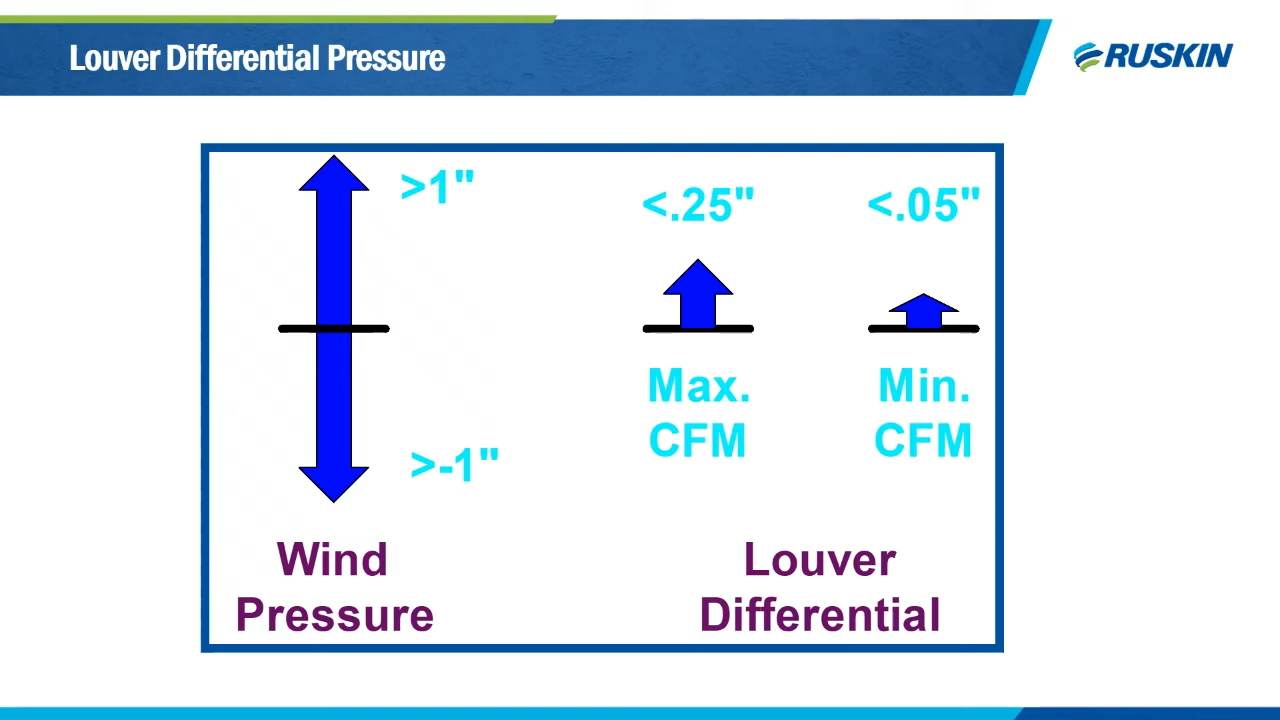 Louver Differential Pressure
RUSKIN
>1"
<.25"
<.05"
Max.
CFM
Min.
CFM
>-1"
Wind
Pressure
Louver
Differential